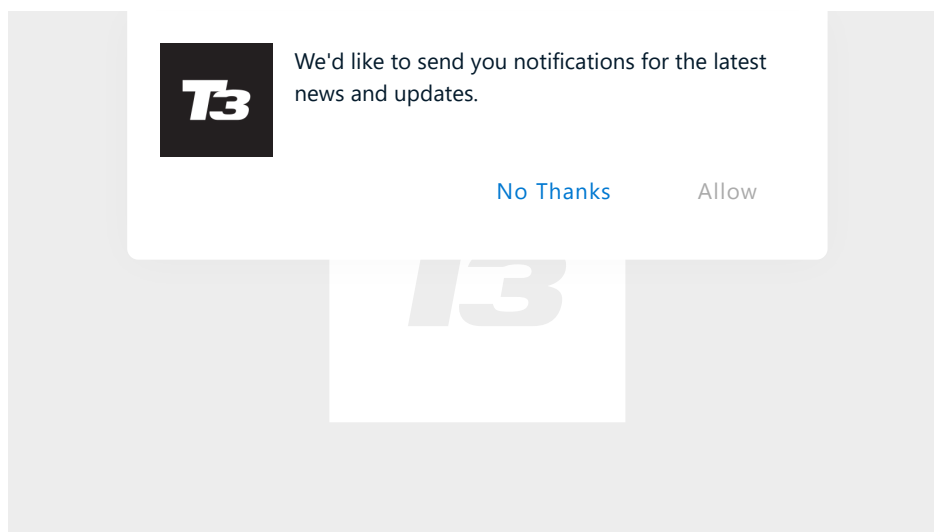 We'd like to send you notifications for the latest
T3
news and updates.
No Thanks Allow
T3